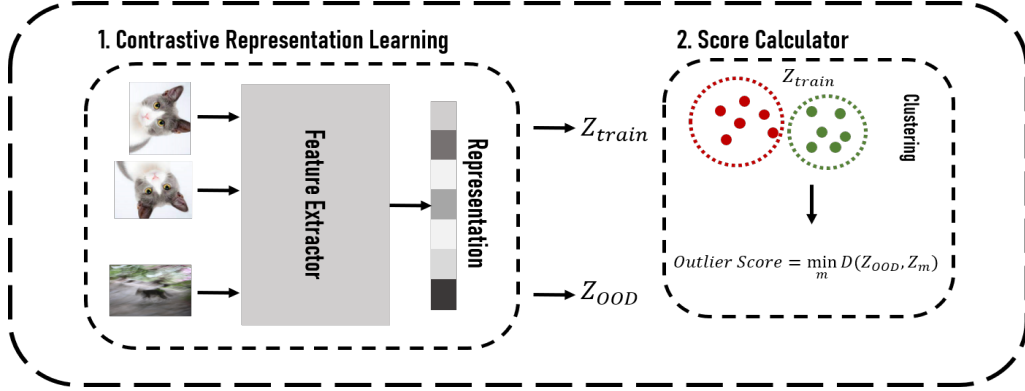 1. Contrastive Representation Learning
Feature Extractor
Representation
Z_train
Z_OOD
2. Score Calculator
Z_train
Clustering
Outlier Score = min_m D(Z_OOD, Z_m)